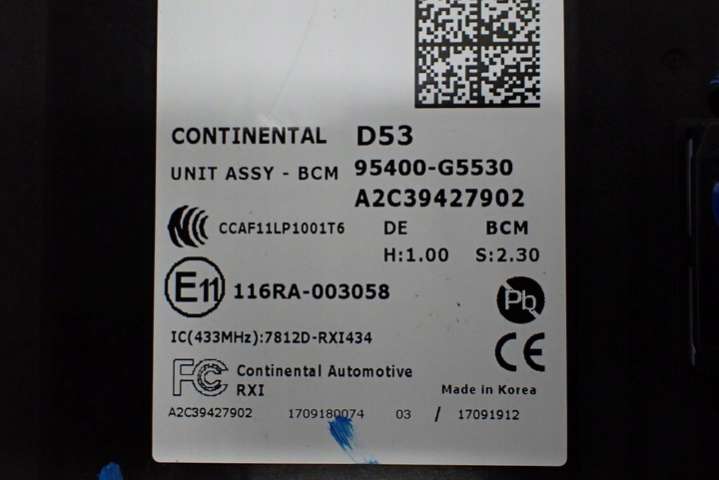 CONTINENTAL D53
UNIT ASSY - BCM 95400-G5530
A2C39427902
CCAF11LP1001T6 DE BCM
H:1.00 S:2.30
E11 116RA-003058 Pb
IC(433MHz):7812D-RXI434
CE
FC Continental Automotive
RXI
Made in Korea
A2C39427902 1709180074 03 / 17091912